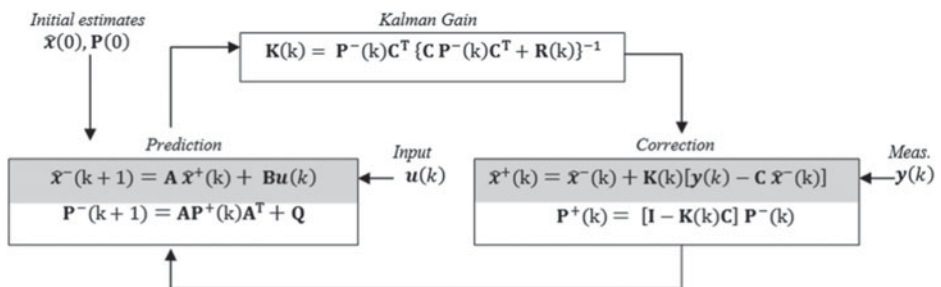 Initial estimates
x̂(0), P(0)
Kalman Gain
K(k) = P⁻(k)Cᵀ {C P⁻(k)Cᵀ + R(k)}⁻¹
Prediction
x̂⁻(k + 1) = A x̂⁺(k) + Bu(k)
P⁻(k + 1) = AP⁺(k)Aᵀ + Q
Input
u(k)
Correction
x̂⁺(k) = x̂⁻(k) + K(k)[y(k) − C x̂⁻(k)]
P⁺(k) = [I − K(k)C] P⁻(k)
Meas.
y(k)